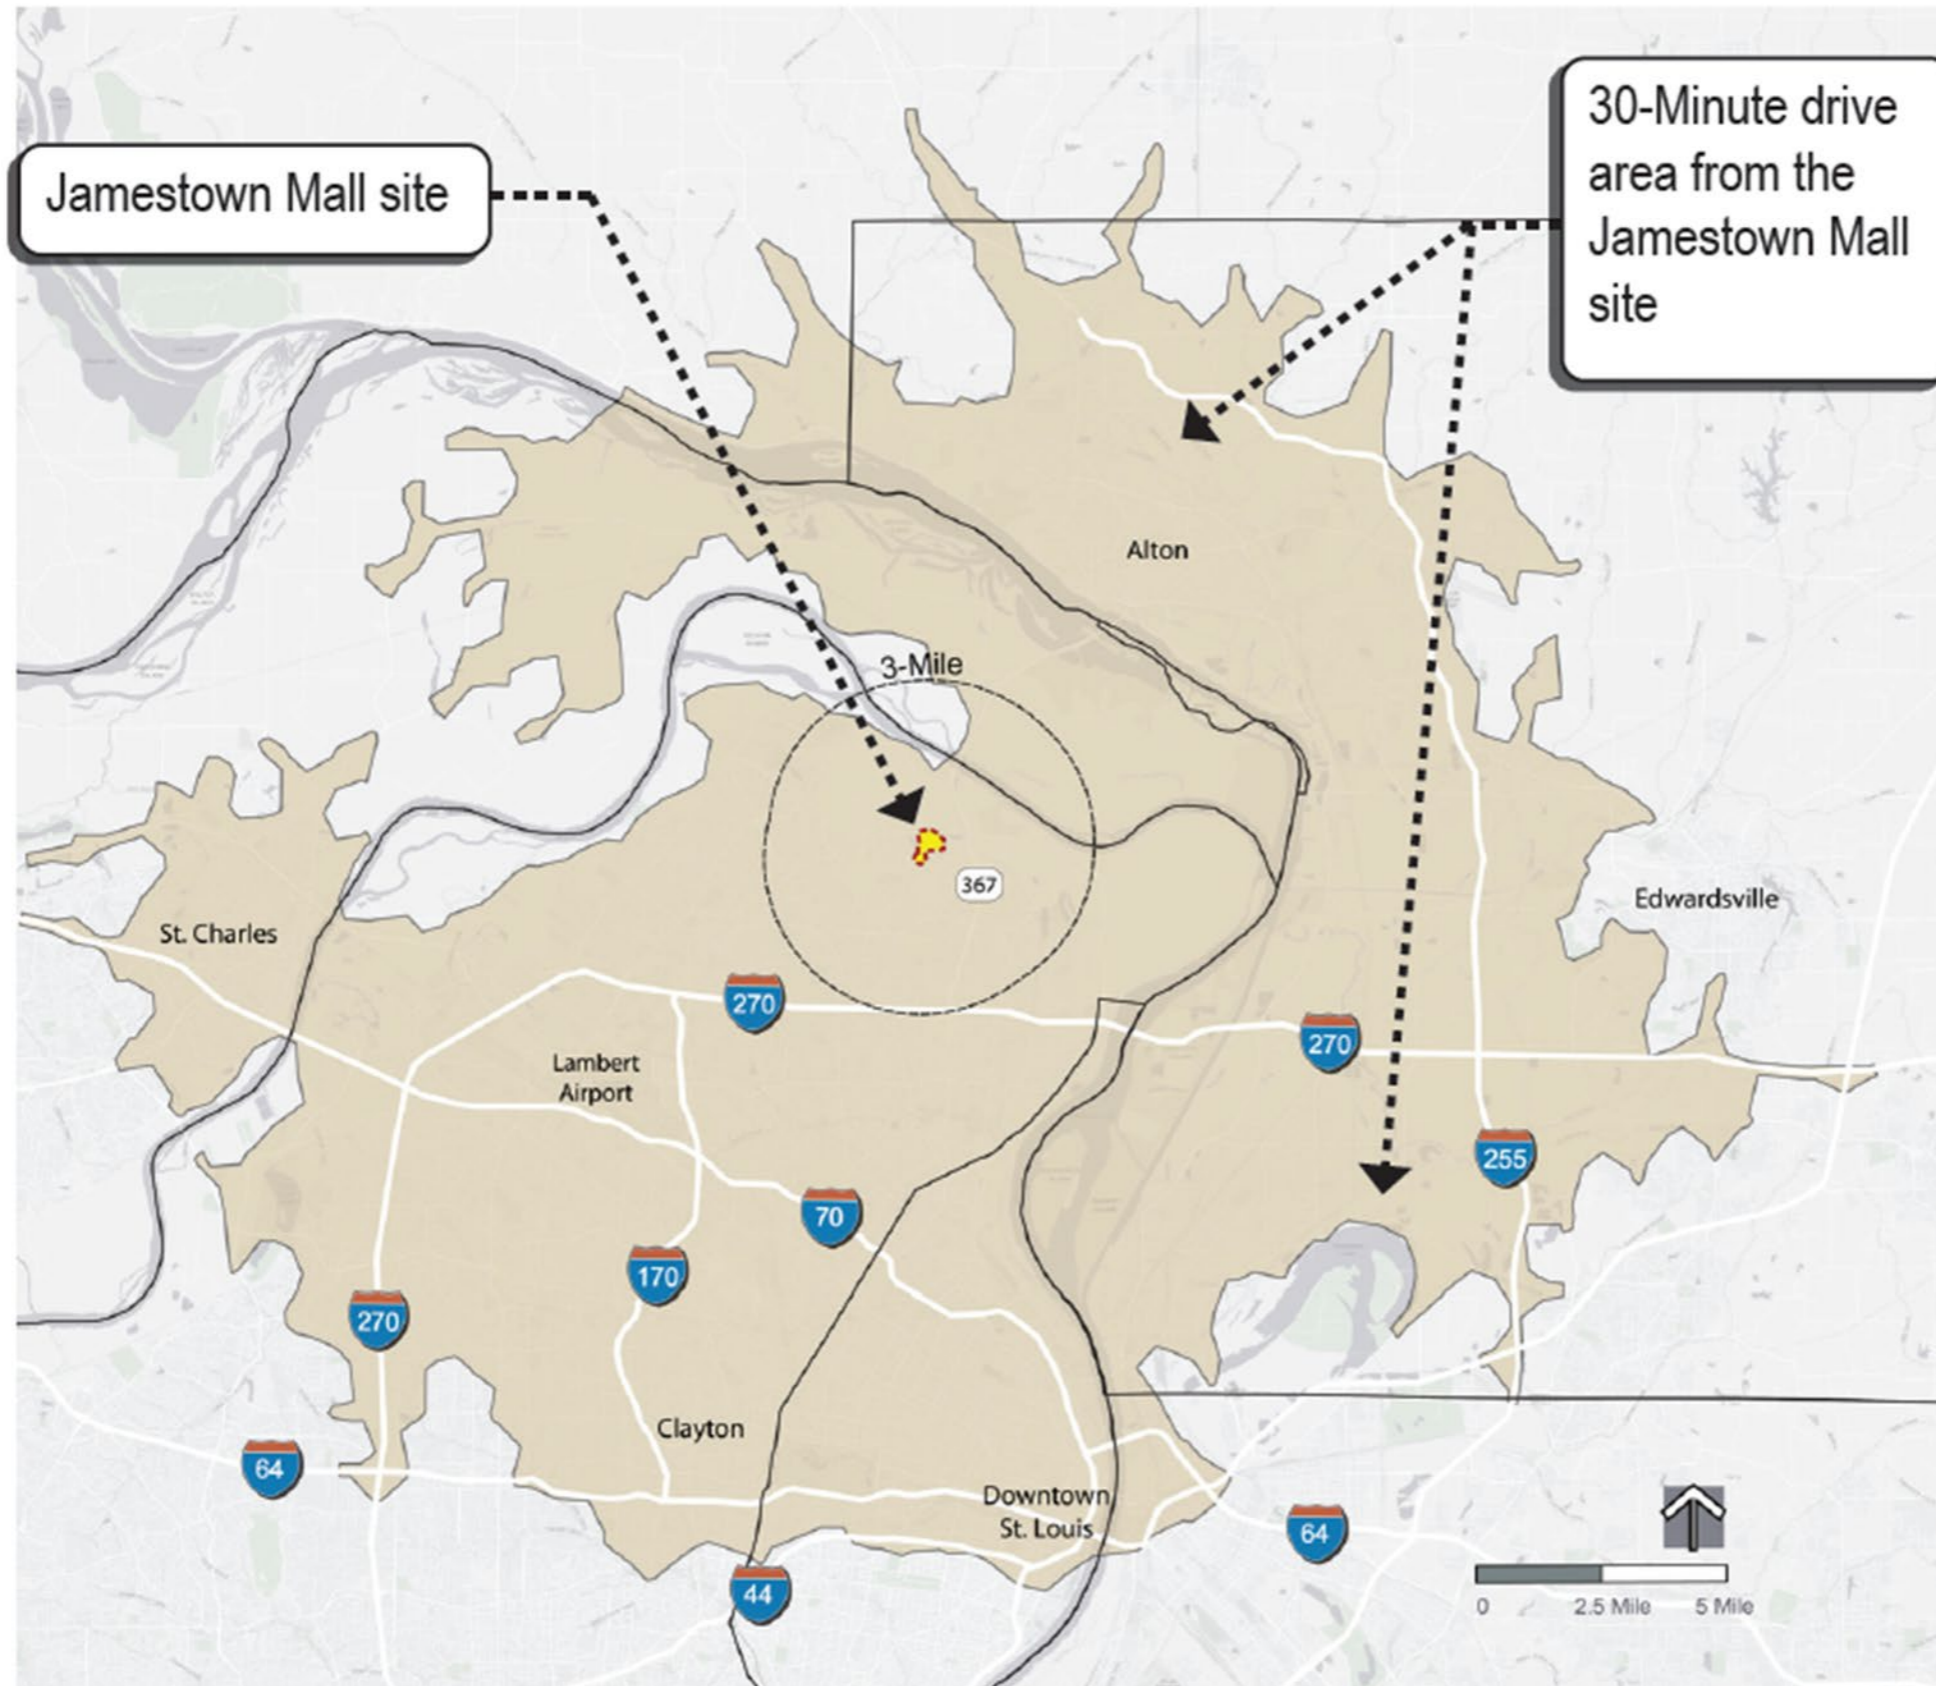 30-Minute drive
area from the
Jamestown Mall
site
Jamestown Mall site
Alton
3-Mile
367
Edwardsville
St. Charles
270
270
Lambert
Airport
255
70
170
270
Clayton
64
Downtown
St. Louis
64
44
0 2.5 Mile 5 Mile